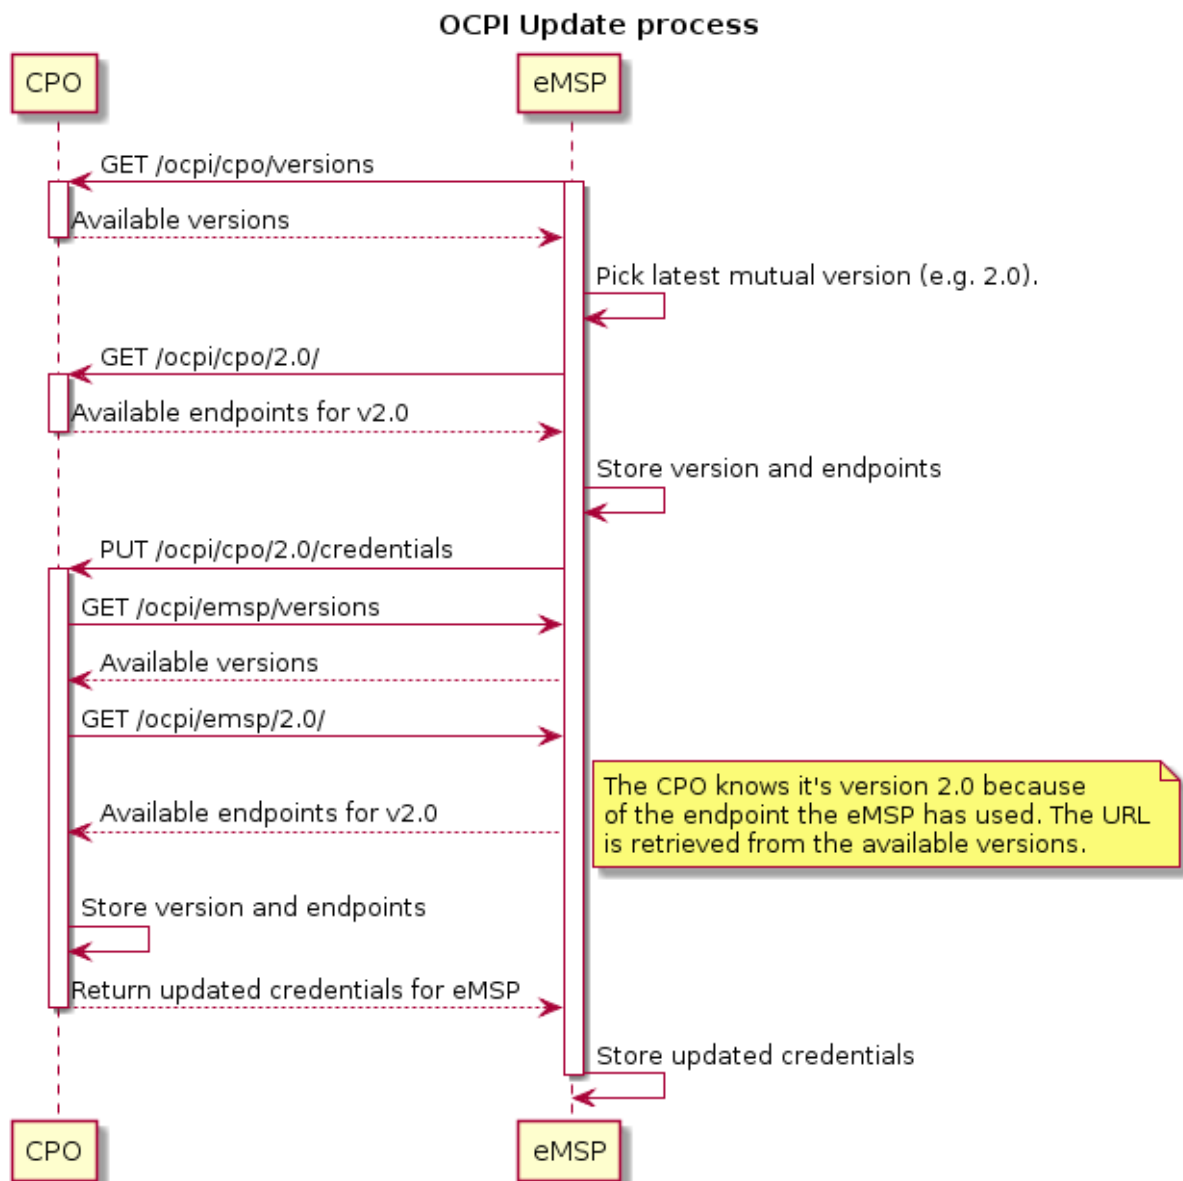 OCPI Update process
CPO
eMSP
GET /ocpi/cpo/versions
Available versions
Pick latest mutual version (e.g. 2.0).
GET /ocpi/cpo/2.0/
Available endpoints for v2.0
Store version and endpoints
PUT /ocpi/cpo/2.0/credentials
GET /ocpi/emsp/versions
Available versions
GET /ocpi/emsp/2.0/
The CPO knows it's version 2.0 because
of the endpoint the eMSP has used. The URL
is retrieved from the available versions.
Available endpoints for v2.0
Store version and endpoints
Return updated credentials for eMSP
Store updated credentials
CPO
eMSP